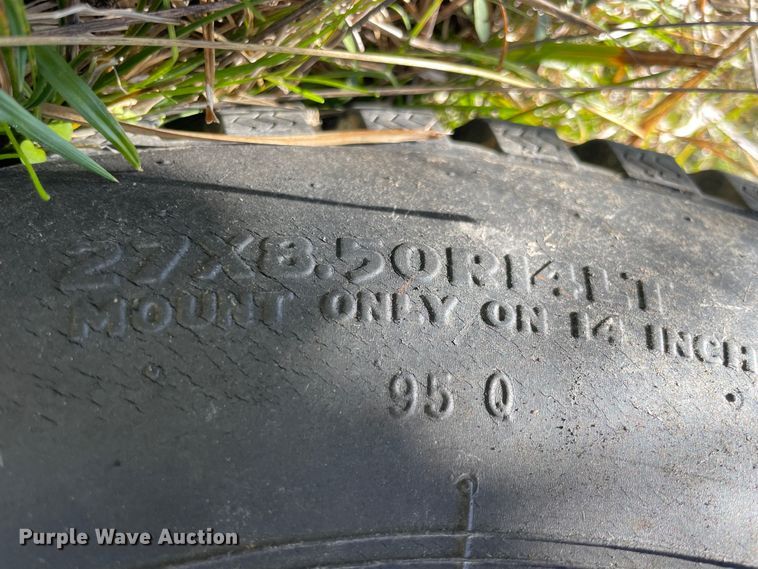 27X8.50R14LT
MOUNT ONLY ON 14 INCH
95 Q
Purple Wave Auction